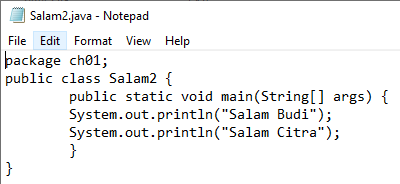 Salam2.java - Notepad
File Edit Format View Help
package ch01;
public class Salam2 {
        public static void main(String[] args) {
        System.out.println("Salam Budi");
        System.out.println("Salam Citra");
        }
}